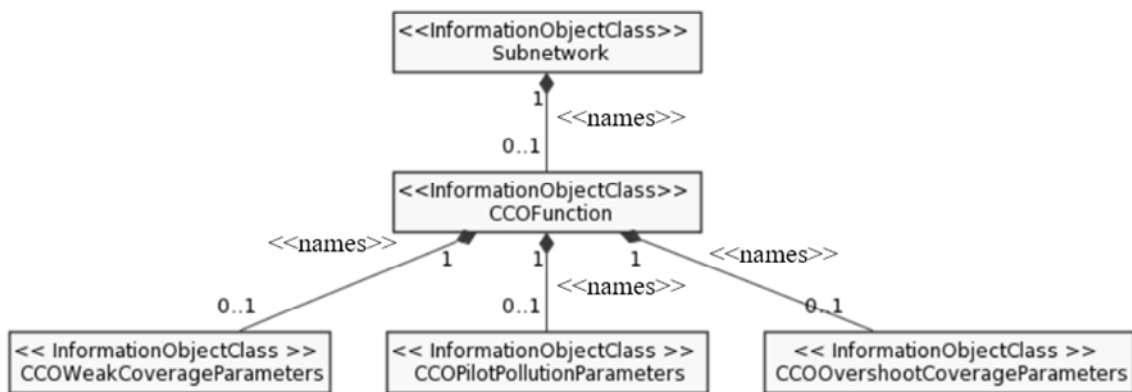 <<InformationObjectClass>>
Subnetwork
1
<<names>>
0..1
<<InformationObjectClass>>
CCOFunction
<<names>>
1
1
1
<<names>>
<<names>>
0..1
0..1
0..1
<< InformationObjectClass >>
CCOWeakCoverageParameters
<< InformationObjectClass >>
CCOPilotPollutionParameters
<< InformationObjectClass >>
CCOOvershootCoverageParameters